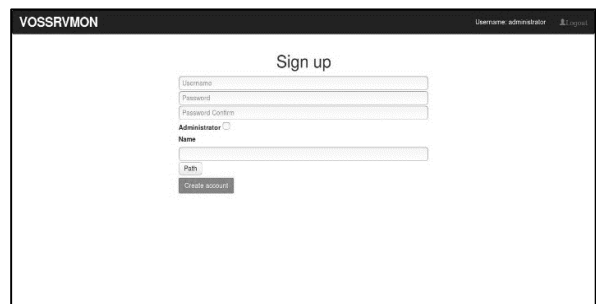 VOSSRVMON
Username: administrator Logout
Sign up
Username
Password
Password Confirm
Administrator
Name
Path
Create account